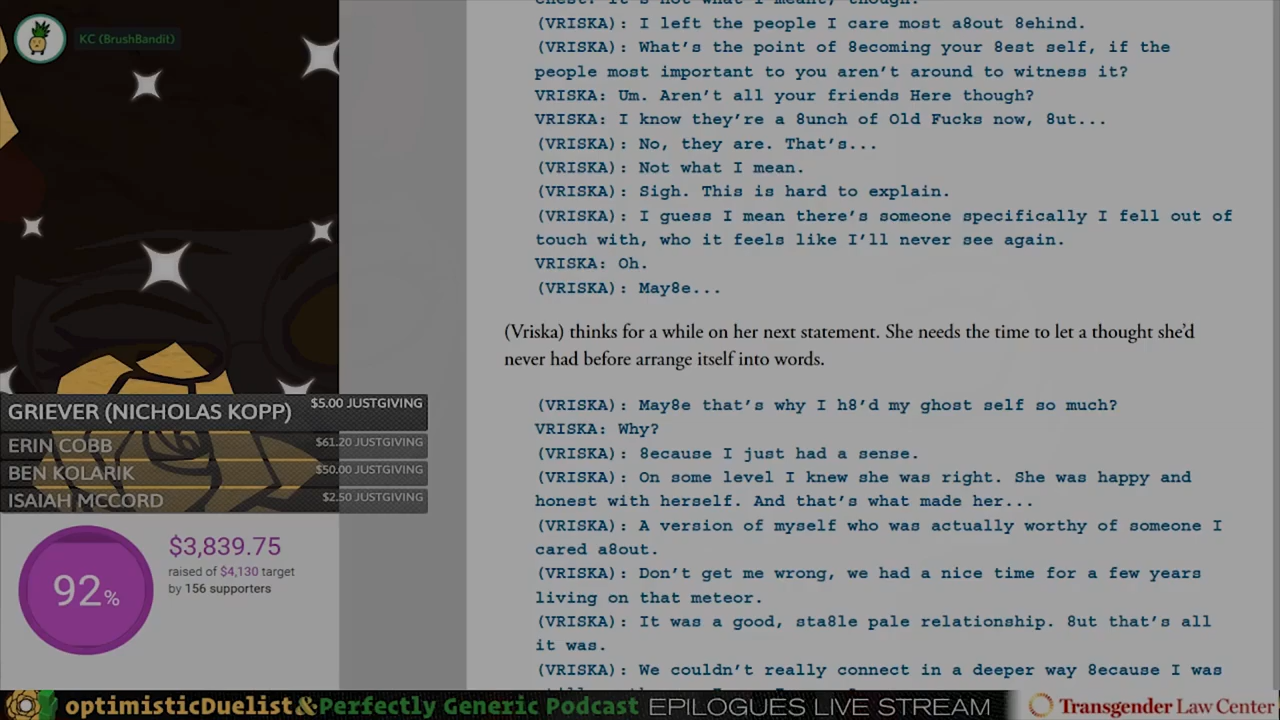 KC (BrushBandit)
(VRISKA): I left the people I care most a8out 8ehind.
(VRISKA): What's the point of 8ecoming your 8est self, if the
people most important to you aren't around to witness it?
VRISKA: Um. Aren't all your friends Here though?
VRISKA: I know they're a 8unch of Old Fucks now, 8ut...
(VRISKA): No, they are. That's...
(VRISKA): Not what I mean.
(VRISKA): Sigh. This is hard to explain.
(VRISKA): I guess I mean there's someone specifically I fell out of
touch with, who it feels like I'll never see again.
VRISKA: Oh.
(VRISKA): May8e...
(Vriska) thinks for a while on her next statement. She needs the time to let a thought she'd
never had before arrange itself into words.
(VRISKA): May8e that's why I h8'd my ghost self so much?
VRISKA: Why?
(VRISKA): 8ecause I just had a sense.
(VRISKA): On some level I knew she was right. She was happy and
honest with herself. And that's what made her...
(VRISKA): A version of myself who was actually worthy of someone I
cared a8out.
(VRISKA): Don't get me wrong, we had a nice time for a few years
living on that meteor.
(VRISKA): It was a good, sta8le pale relationship. 8ut that's all
it was.
(VRISKA): We couldn't really connect in a deeper way 8ecause I was
GRIEVER (NICHOLAS KOPP) $5.00 JUSTGIVING
ERIN COBB $61.20 JUSTGIVING
BEN KOLARIK $50.00 JUSTGIVING
ISAIAH MCCORD $2.50 JUSTGIVING
92%
$3,839.75
raised of $4,130 target
by 156 supporters
optimisticDuelist&Perfectly Generic Podcast EPILOGUES LIVE STREAM
Transgender Law Center